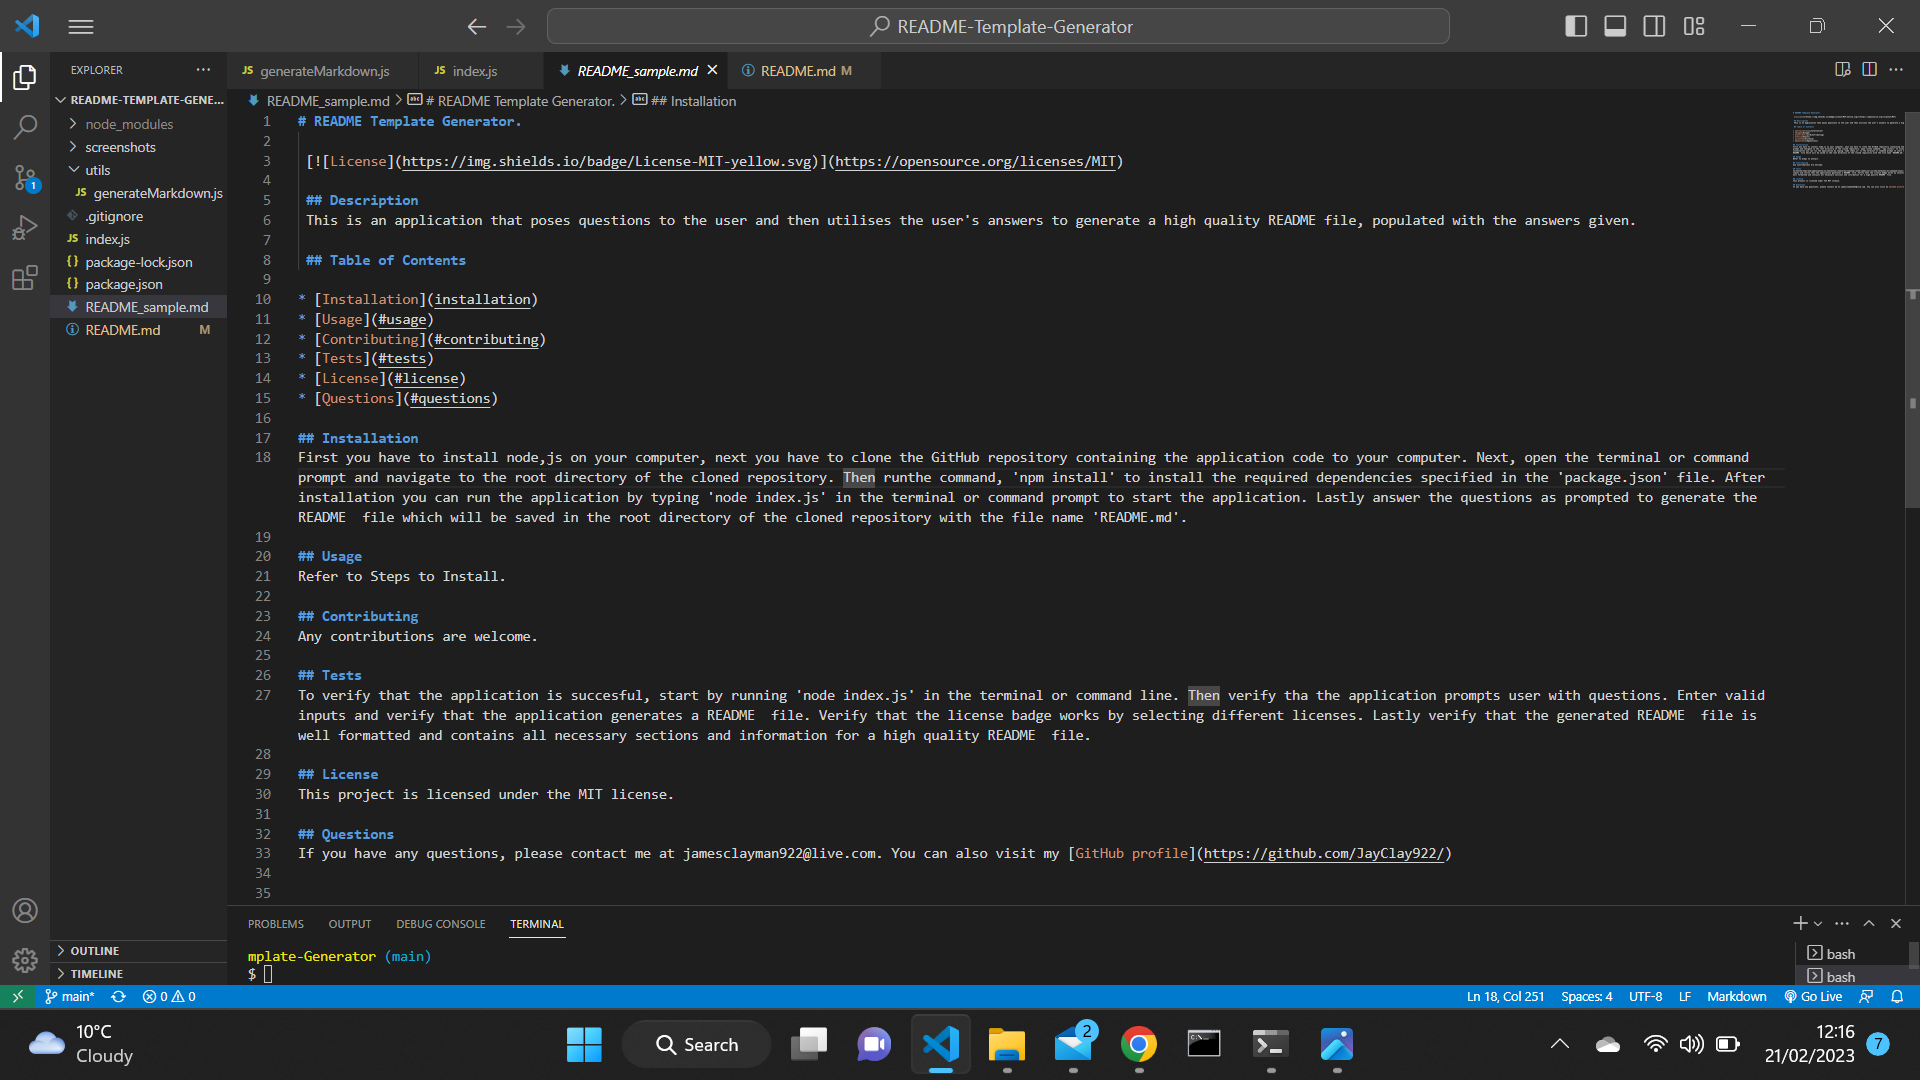 README-Template-Generator
EXPLORER
README-TEMPLATE-GENE...
node_modules
screenshots
utils
JS generateMarkdown.js
.gitignore
JS index.js
{} package-lock.json
{} package.json
README_sample.md
README.md M
OUTLINE
TIMELINE
JS generateMarkdown.js
JS index.js
README_sample.md
README.md M
README_sample.md > # README Template Generator. > ## Installation
1 # README Template Generator.
2
3 [![License](https://img.shields.io/badge/License-MIT-yellow.svg)](https://opensource.org/licenses/MIT)
4
5 ## Description
6 This is an application that poses questions to the user and then utilises the user's answers to generate a high quality README file, populated with the answers given.
7
8 ## Table of Contents
9
10 * [Installation](installation)
11 * [Usage](#usage)
12 * [Contributing](#contributing)
13 * [Tests](#tests)
14 * [License](#license)
15 * [Questions](#questions)
16
17 ## Installation
18 First you have to install node,js on your computer, next you have to clone the GitHub repository containing the application code to your computer. Next, open the terminal or command
prompt and navigate to the root directory of the cloned repository. Then runthe command, 'npm install' to install the required dependencies specified in the 'package.json' file. After
installation you can run the application by typing 'node index.js' in the terminal or command prompt to start the application. Lastly answer the questions as prompted to generate the
README  file which will be saved in the root directory of the cloned repository with the file name 'README.md'.
19
20 ## Usage
21 Refer to Steps to Install.
22
23 ## Contributing
24 Any contributions are welcome.
25
26 ## Tests
27 To verify that the application is succesful, start by running 'node index.js' in the terminal or command line. Then verify tha the application prompts user with questions. Enter valid
inputs and verify that the application generates a README  file. Verify that the license badge works by selecting different licenses. Lastly verify that the generated README  file is
well formatted and contains all necessary sections and information for a high quality README  file.
28
29 ## License
30 This project is licensed under the MIT license.
31
32 ## Questions
33 If you have any questions, please contact me at jamesclayman922@live.com. You can also visit my [GitHub profile](https://github.com/JayClay922/)
34
35
PROBLEMS OUTPUT DEBUG CONSOLE TERMINAL
mplate-Generator (main)
$
bash
bash
main* 0 0
Ln 18, Col 251 Spaces: 4 UTF-8 LF Markdown Go Live
1
10°C
Cloudy
Search
2
12:16
21/02/2023
7